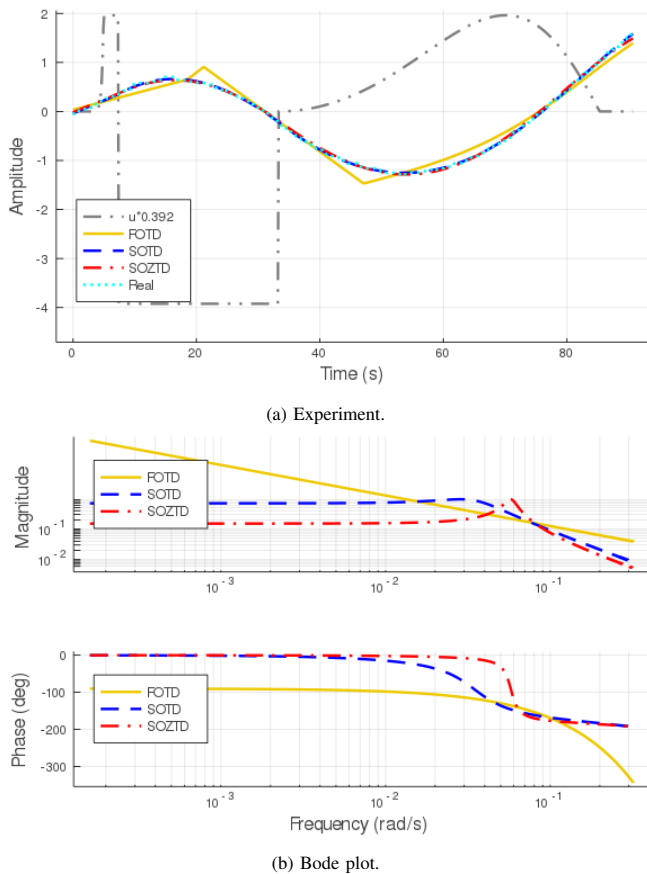 2
1
0
-1
-2
-3
-4
Amplitude
u*0.392
FOTD
SOTD
SOZTD
Real
0 20 40 60 80
Time (s)
(a) Experiment.
Magnitude
10^-1
10^-2
FOTD
SOTD
SOZTD
10^-3 10^-2 10^-1
Phase (deg)
0
-100
-200
-300
FOTD
SOTD
SOZTD
10^-3 10^-2 10^-1
Frequency (rad/s)
(b) Bode plot.